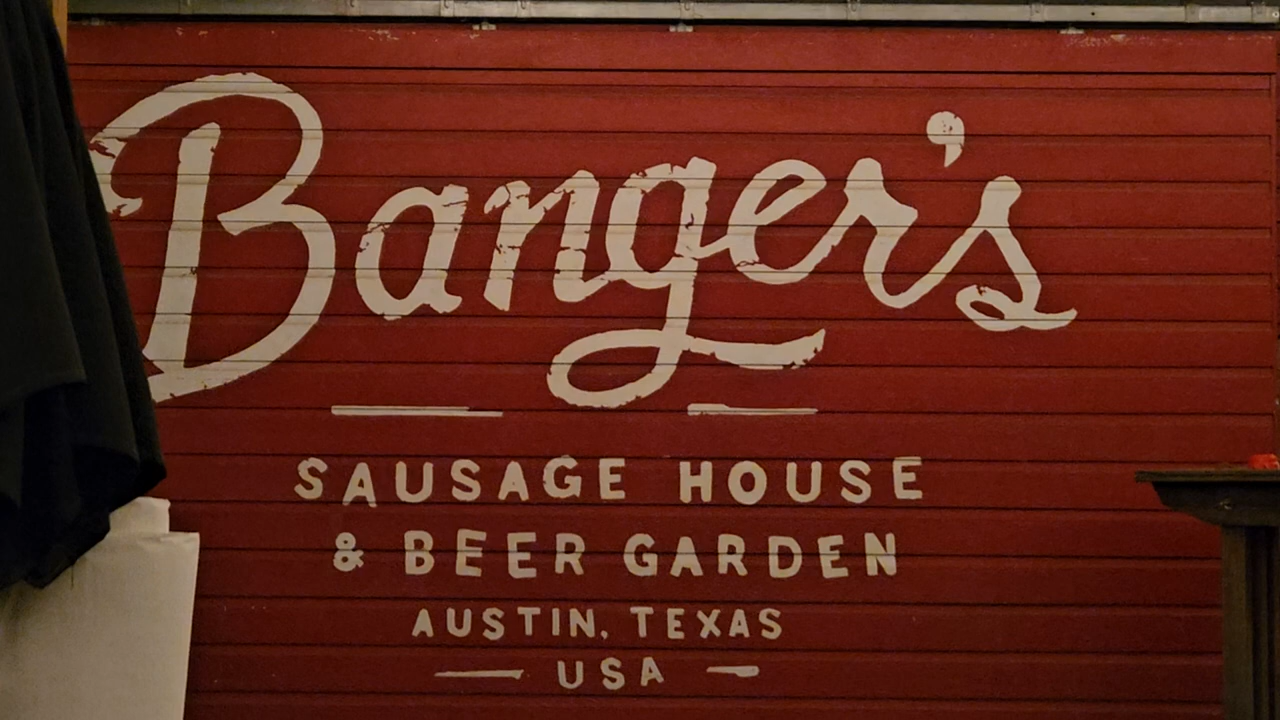 Banger's
SAUSAGE HOUSE
& BEER GARDEN
AUSTIN, TEXAS
USA